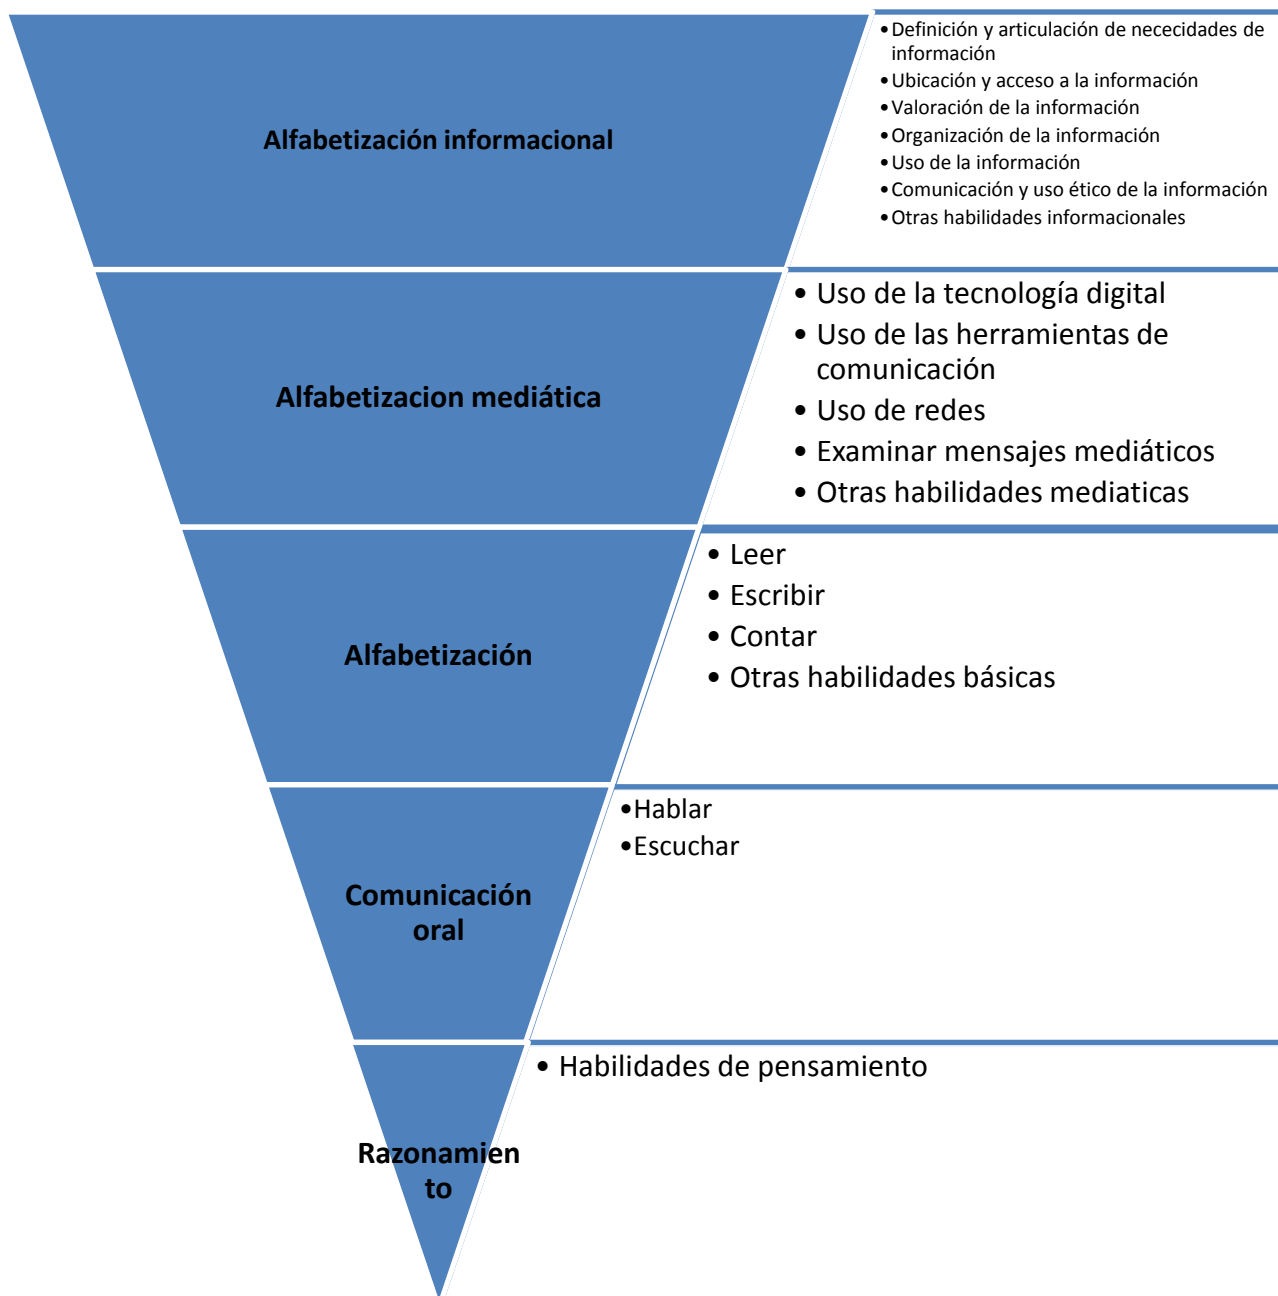 Alfabetización informacional
•Definición y articulación de nececidades de
información
•Ubicación y acceso a la información
•Valoración de la información
•Organización de la información
•Uso de la información
•Comunicación y uso ético de la información
•Otras habilidades informacionales
Alfabetizacion mediática
• Uso de la tecnología digital
• Uso de las herramientas de
comunicación
• Uso de redes
• Examinar mensajes mediáticos
• Otras habilidades mediaticas
Alfabetización
• Leer
• Escribir
• Contar
• Otras habilidades básicas
Comunicación
oral
•Hablar
•Escuchar
Razonamien
to
• Habilidades de pensamiento